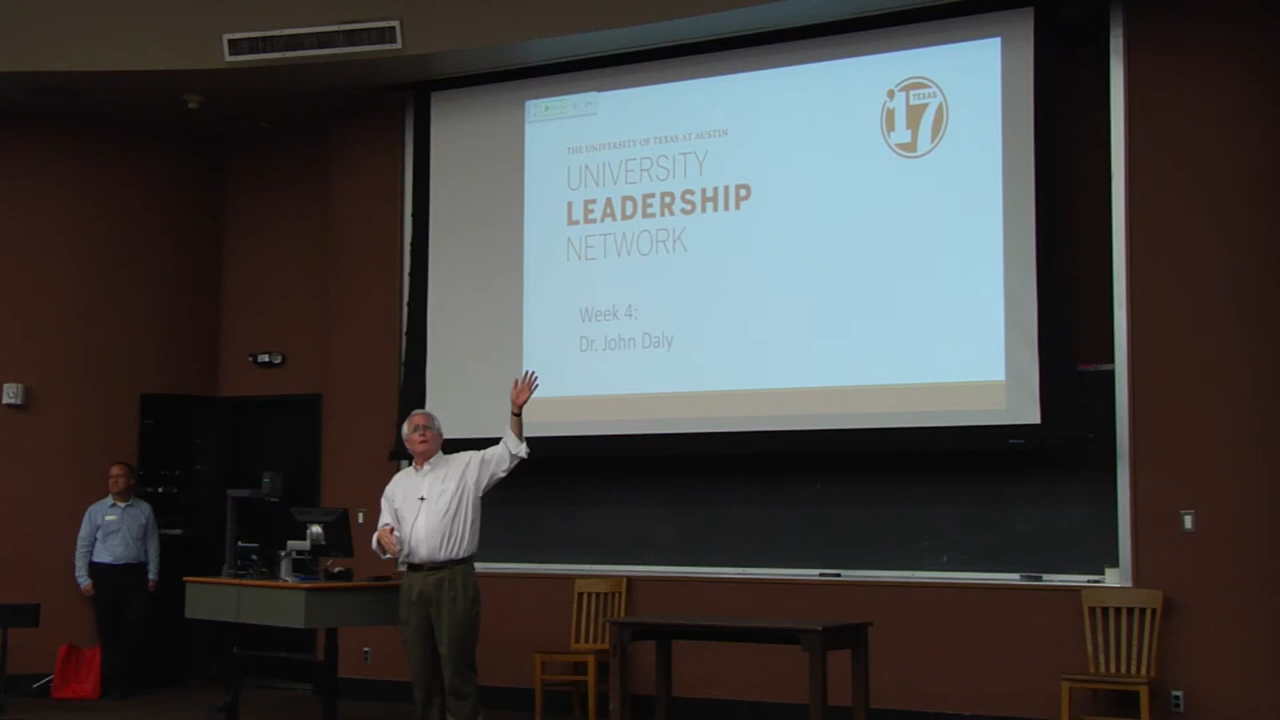 THE UNIVERSITY OF TEXAS AT AUSTIN
UNIVERSITY
LEADERSHIP
NETWORK
Week 4:
Dr. John Daly
TEXAS
'17